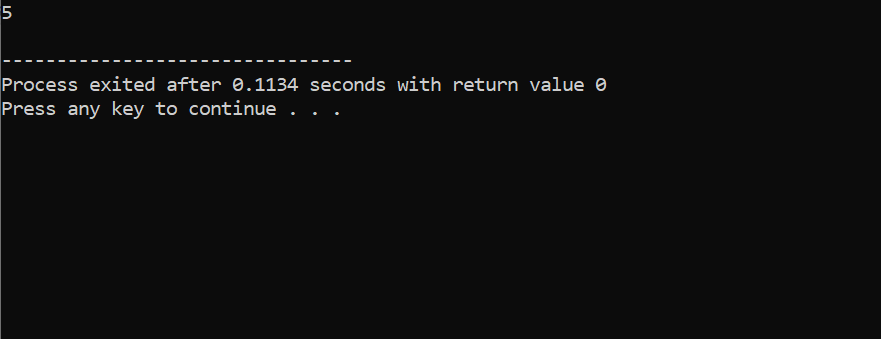 5
--------------------------------
Process exited after 0.1134 seconds with return value 0
Press any key to continue . . .